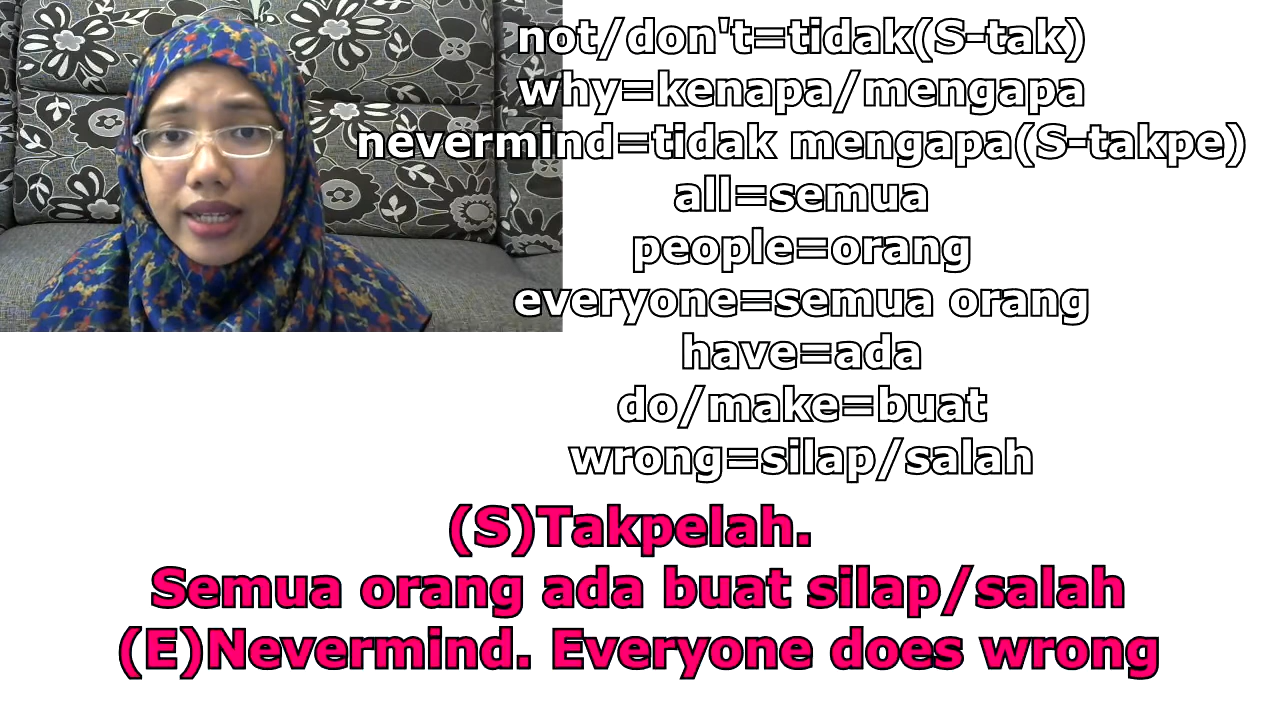 not/don't=tidak(S-tak)
why=kenapa/mengapa
nevermind=tidak mengapa(S-takpe)
all=semua
people=orang
everyone=semua orang
have=ada
do/make=buat
wrong=silap/salah
(S)Takpelah.
Semua orang ada buat silap/salah
(E)Nevermind. Everyone does wrong